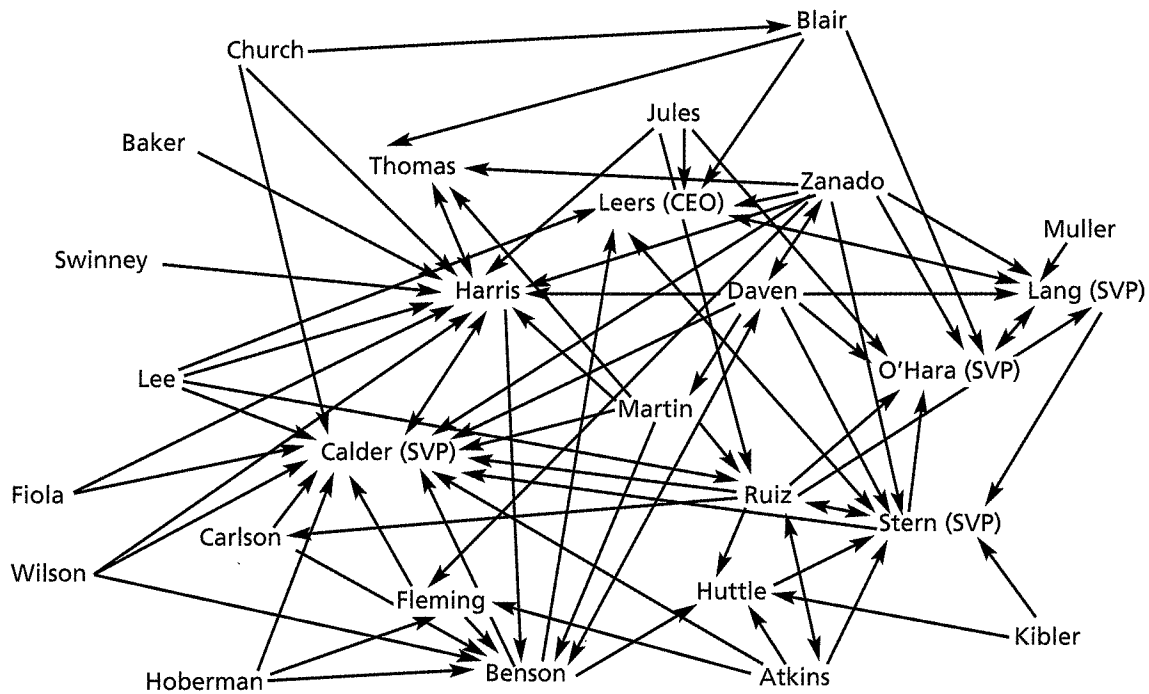 Blair
Church
Jules
Baker
Thomas
Zanado
Leers (CEO)
Muller
Swinney
Harris
Daven
Lang (SVP)
O'Hara (SVP)
Lee
Martin
Calder (SVP)
Fiola
Ruiz
Stern (SVP)
Carlson
Wilson
Huttle
Fleming
Kibler
Benson
Atkins
Hoberman